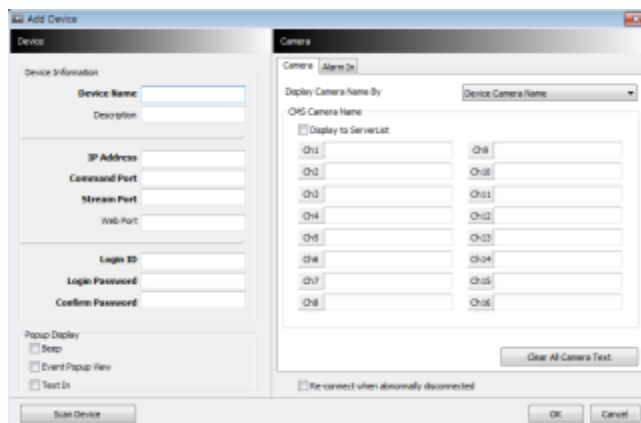 Add Device
Device
Device Information
Device Name
Description
IP Address
Command Port
Stream Port
Web Port
Login ID
Login Password
Confirm Password
Popup Display
Beep
Event Popup View
Text In
Scan Device
Camera
Camera Alarm In
Display Camera Name By Device Camera Name
CMS Camera Name
Display to ServerList
Ch1 Ch9
Ch2 Ch10
Ch3 Ch11
Ch4 Ch12
Ch5 Ch13
Ch6 Ch14
Ch7 Ch15
Ch8 Ch16
Clear All Camera Text
Re-connect when abnormally disconnected
OK Cancel